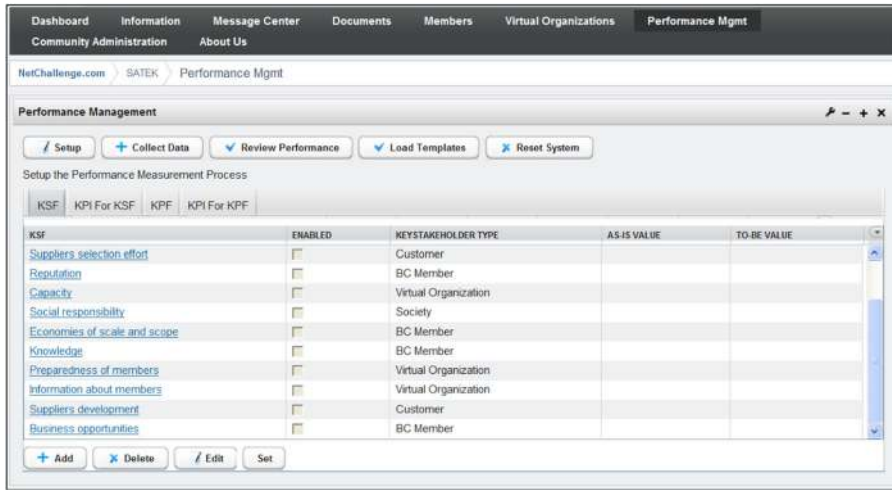 Dashboard Information Message Center Documents Members Virtual Organizations Performance Mgmt
Community Administration About Us
NetChallenge.com SATEK Performance Mgmt
Performance Management
Setup Collect Data Review Performance Load Templates Reset System
Setup the Performance Measurement Process
KSF KPI For KSF KPF KPI For KPF
KSF ENABLED KEYSTAKEHOLDER TYPE AS-IS VALUE TO-BE VALUE
Suppliers selection effort Customer
Reputation BC Member
Capacity Virtual Organization
Social responsibility Society
Economies of scale and scope BC Member
Knowledge BC Member
Preparedness of members Virtual Organization
Information about members Virtual Organization
Suppliers development Customer
Business opportunities BC Member
Add Delete Edit Set